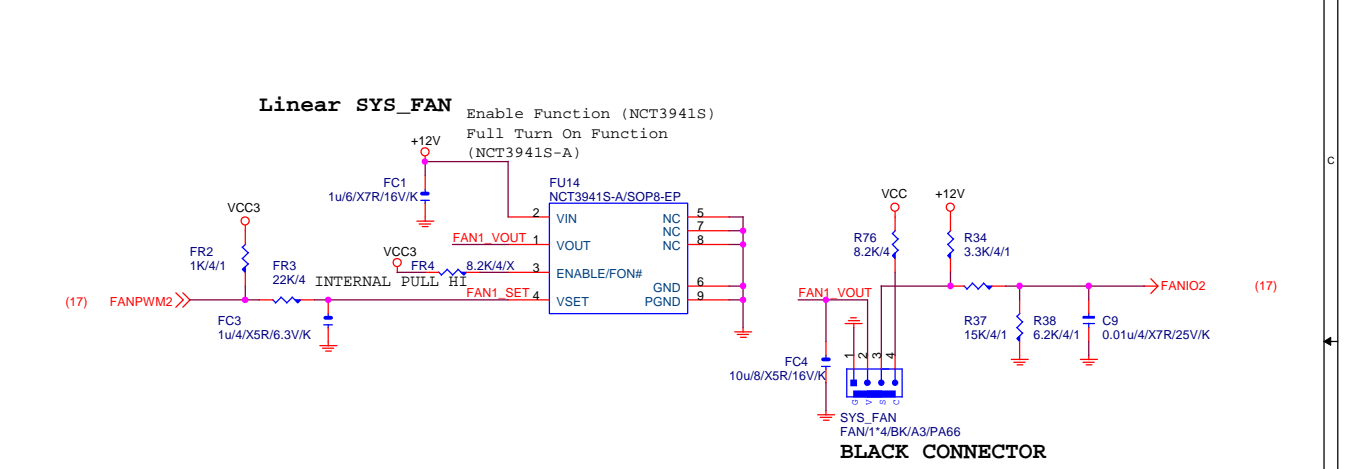 Linear SYS_FAN
Enable Function (NCT3941S)
Full Turn On Function
(NCT3941S-A)
+12V
FC1
1u/6/X7R/16V/K
FU14
NCT3941S-A/SOP8-EP
2 VIN
1 VOUT
3 ENABLE/FON#
4 VSET
NC 5
NC 7
NC 8
GND 6
PGND 9
FAN1_VOUT
VCC3
FR4 8.2K/4/X
INTERNAL PULL HI
FAN1_SET
VCC3
FR2
1K/4/1
FR3
22K/4
(17) FANPWM2
FC3
1u/4/X5R/6.3V/K
VCC +12V
R76
8.2K/4
R34
3.3K/4/1
FAN1_VOUT
FANIO2 (17)
R37
15K/4/1
R38
6.2K/4/1
C9
0.01u/4/X7R/25V/K
FC4
10u/8/X5R/16V/K
1 2 3 4
G V S C
SYS_FAN
FAN/1*4/BK/A3/PA66
BLACK CONNECTOR
C